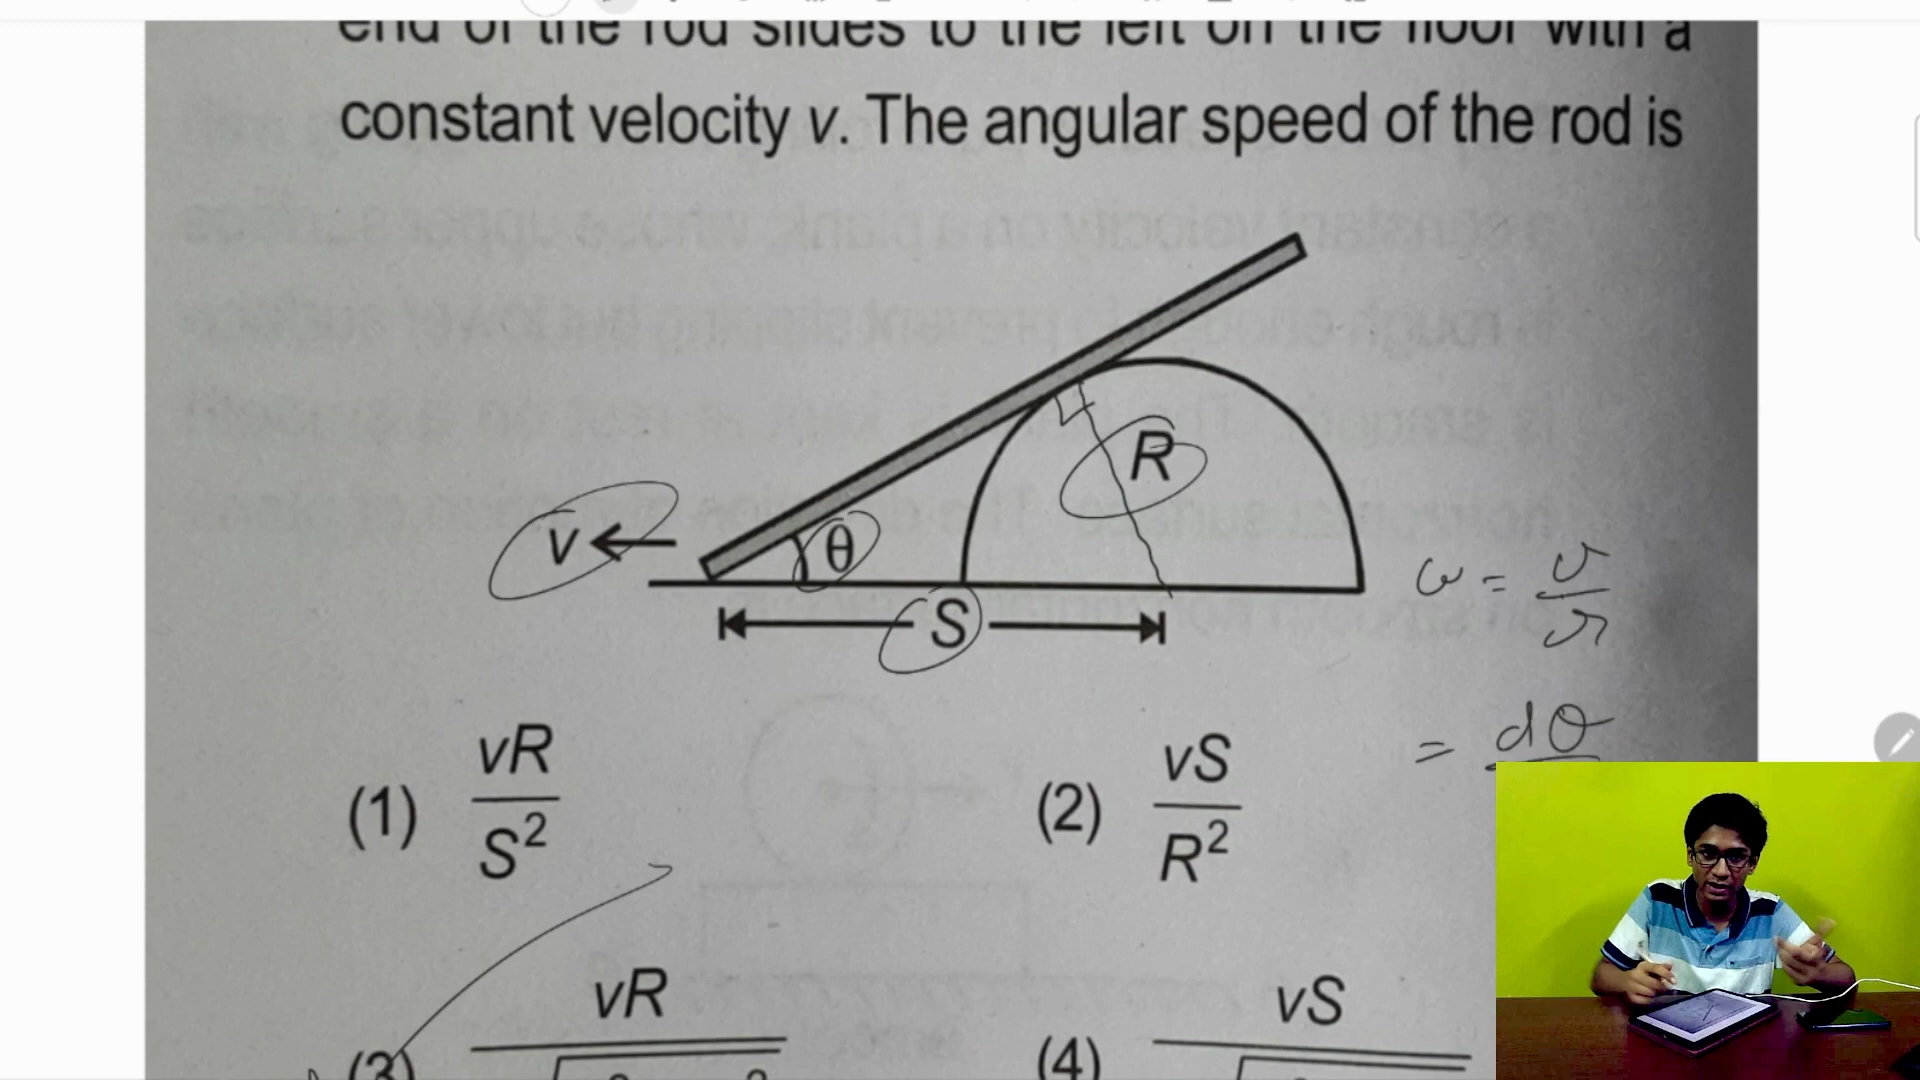 end of the rod slides to the left on the floor with a
constant velocity v. The angular speed of the rod is
R
v
θ
S
ω = v/r
= dθ
(1) vR/S²
(2) vS/R²
(3) vR
(4) vS